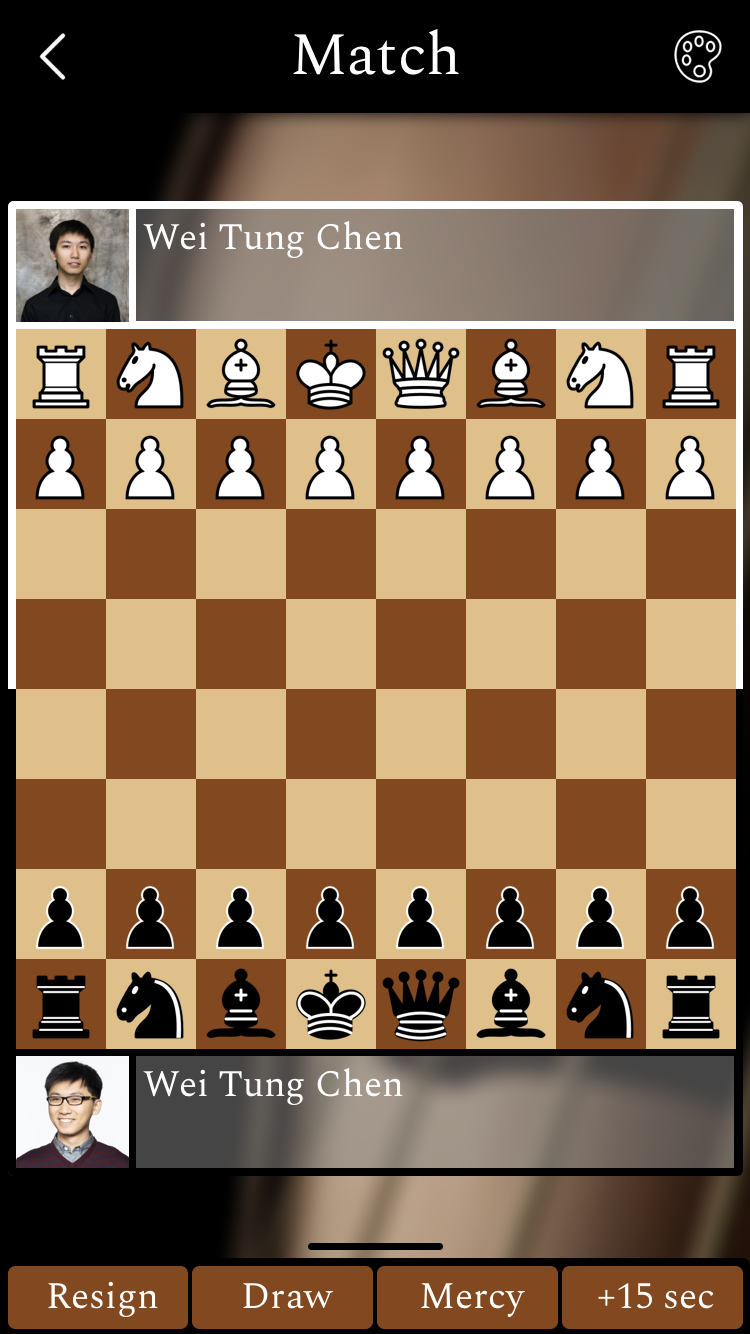 Match
Wei Tung Chen
Wei Tung Chen
Resign
Draw
Mercy
+15 sec